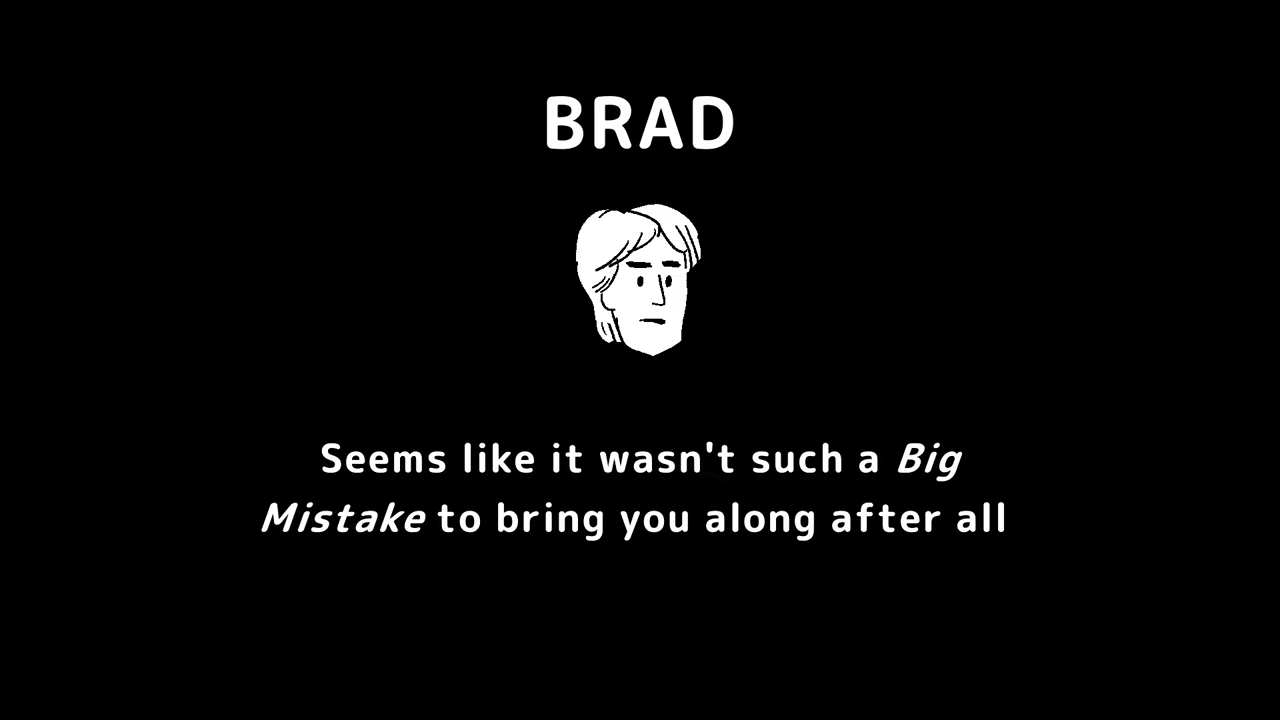 BRAD
Seems like it wasn't such a Big
Mistake to bring you along after all